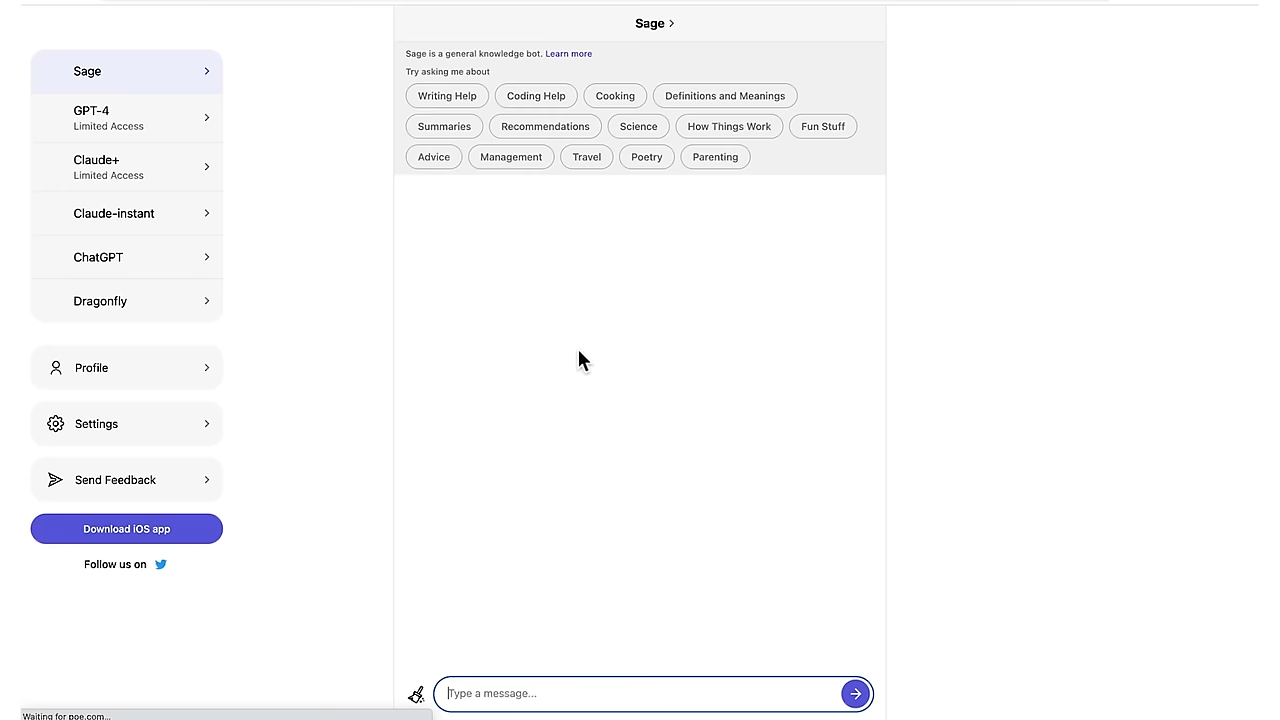 Sage
GPT-4
Limited Access
Claude+
Limited Access
Claude-instant
ChatGPT
Dragonfly
Profile
Settings
Send Feedback
Download iOS app
Follow us on
Sage
Sage is a general knowledge bot. Learn more
Try asking me about
Writing Help Coding Help Cooking Definitions and Meanings
Summaries Recommendations Science How Things Work Fun Stuff
Advice Management Travel Poetry Parenting
Type a message...
Waiting for poe.com...